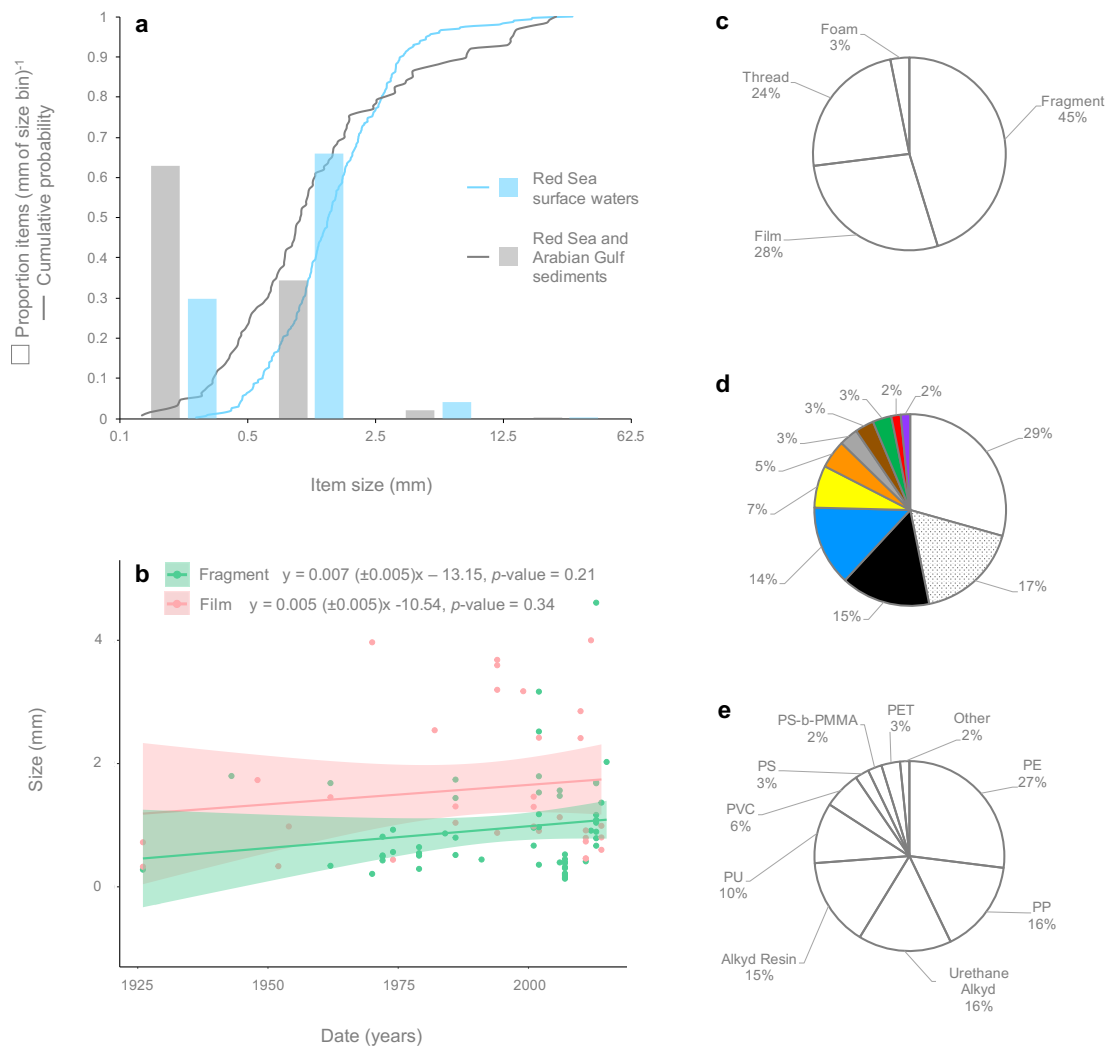 a
Proportion items (mm of size bin)-1
Cumulative probability
1
0.9
0.8
0.7
0.6
0.5
0.4
0.3
0.2
0.1
0
0.1
0.5
2.5
12.5
62.5
Item size (mm)
Red Sea
surface waters
Red Sea and
Arabian Gulf
sediments
b
Fragment y = 0.007 (±0.005)x – 13.15, p-value = 0.21
Film y = 0.005 (±0.005)x -10.54, p-value = 0.34
Size (mm)
4
2
0
1925
1950
1975
2000
Date (years)
c
Foam
3%
Thread
24%
Fragment
45%
Film
28%
d
3%
2%
2%
3%
3%
5%
7%
14%
15%
17%
29%
e
PS-b-PMMA
2%
PET
3%
Other
2%
PS
3%
PE
27%
PVC
6%
PU
10%
PP
16%
Alkyd Resin
15%
Urethane
Alkyd
16%